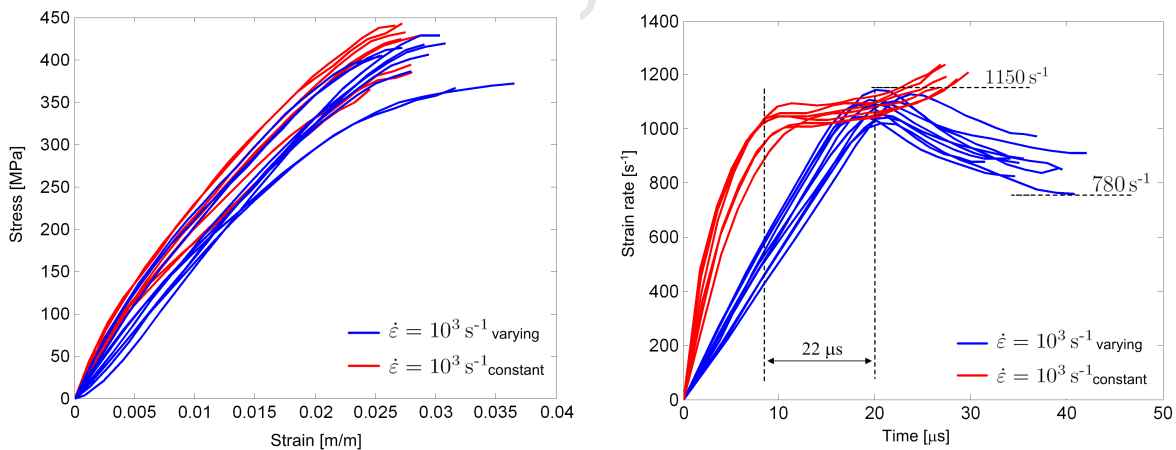 450
400
350
300
250
200
150
100
50
0
Stress [MPa]
0 0.005 0.01 0.015 0.02 0.025 0.03 0.035 0.04
Strain [m/m]
ε̇ = 10³ s⁻¹ varying
ε̇ = 10³ s⁻¹ constant
1400
1200
1000
800
600
400
200
0
Strain rate [s⁻¹]
1150 s⁻¹
780 s⁻¹
22 μs
ε̇ = 10³ s⁻¹ varying
ε̇ = 10³ s⁻¹ constant
0 10 20 30 40 50
Time [μs]